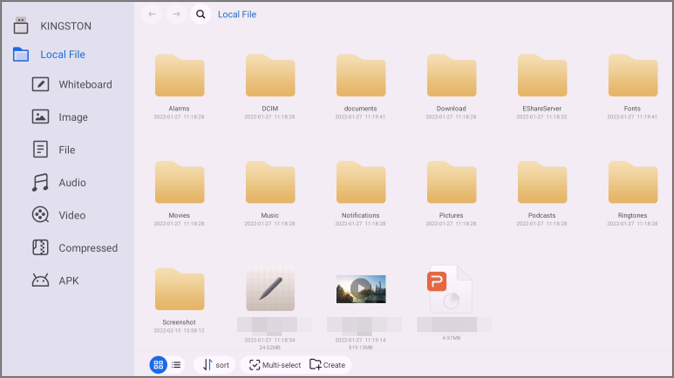 KINGSTON
Local File
Whiteboard
Image
File
Audio
Video
Compressed
APK
Local File
Alarms
2022-01-27 11:18:28
DCIM
2022-01-27 11:18:28
documents
2022-01-27 11:19:41
Download
2022-01-27 11:18:28
EShareServer
2022-01-27 11:18:32
Fonts
2022-01-27 11:19:41
Movies
2022-01-27 11:18:28
Music
2022-01-27 11:18:28
Notifications
2022-01-27 11:18:28
Pictures
2022-01-27 11:18:28
Podcasts
2022-01-27 11:18:28
Ringtones
2022-01-27 11:18:28
Screenshot
2022-02-15 15:58:12
2022-01-27 11:18:54
24.02MB
2022-01-27 11:19:14
519.13MB
P
4.97MB
sort
Multi-select
Create